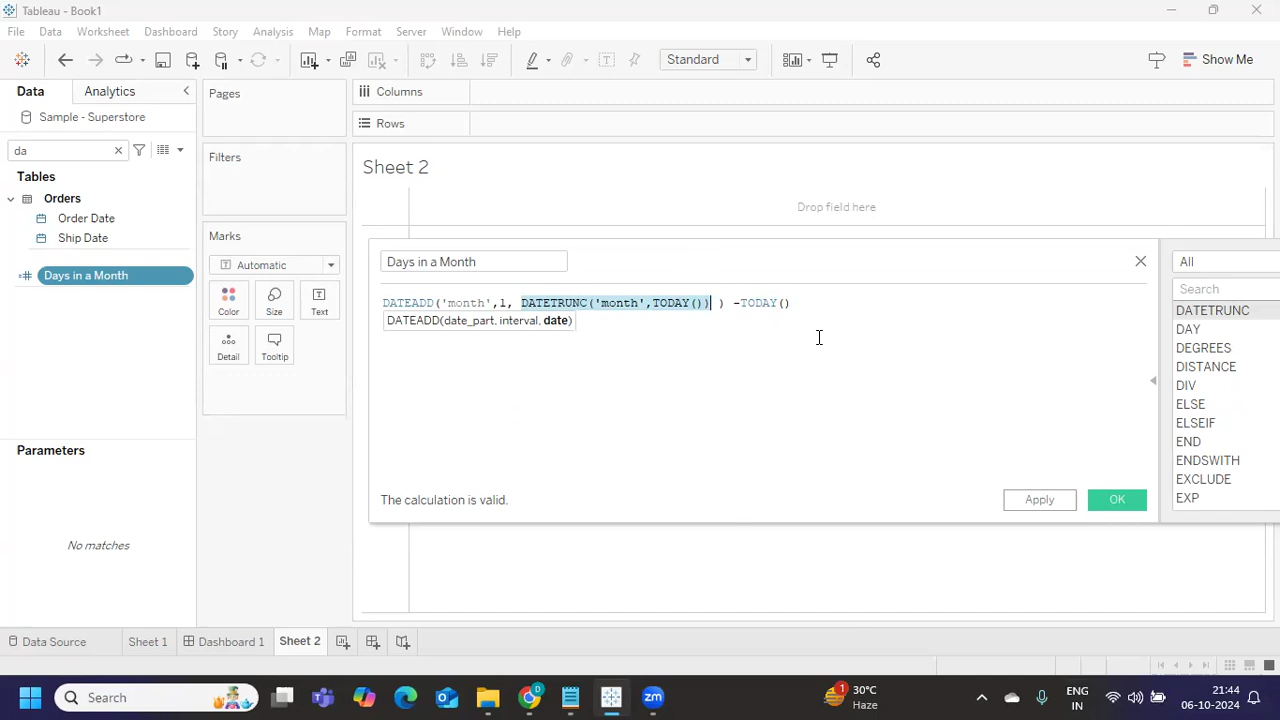 Tableau - Book1
File Data Worksheet Dashboard Story Analysis Map Format Server Window Help
Standard
Show Me
Data Analytics
Sample - Superstore
da
Tables
Orders
Order Date
Ship Date
Days in a Month
Parameters
No matches
Pages
Filters
Marks
Automatic
Color Size Text
Detail Tooltip
Columns
Rows
Sheet 2
Drop field here
Days in a Month
DATEADD('month',1, DATETRUNC('month',TODAY()) ) -TODAY()
DATEADD(date_part, interval, date)
The calculation is valid.
Apply OK
All
Search
DATETRUNC
DAY
DEGREES
DISTANCE
DIV
ELSE
ELSEIF
END
ENDSWITH
EXCLUDE
EXP
Data Source Sheet 1 Dashboard 1 Sheet 2
Search
1
30°C
Haze
ENG
IN
21:44
06-10-2024